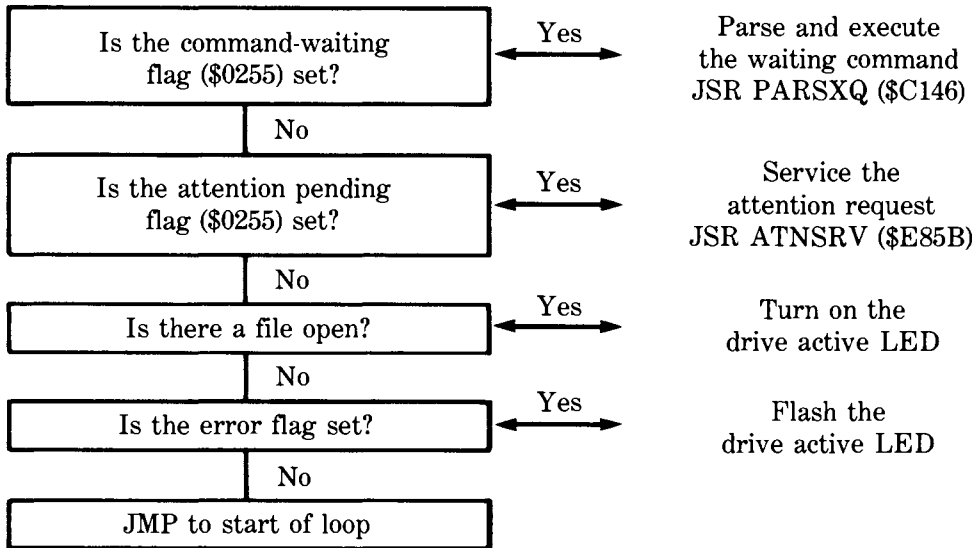 Is the command-waiting
flag ($0255) set?
Yes
Parse and execute
the waiting command
JSR PARSXQ ($C146)
No
Is the attention pending
flag ($0255) set?
Yes
Service the
attention request
JSR ATNSRV ($E85B)
No
Is there a file open?
Yes
Turn on the
drive active LED
No
Is the error flag set?
Yes
Flash the
drive active LED
No
JMP to start of loop